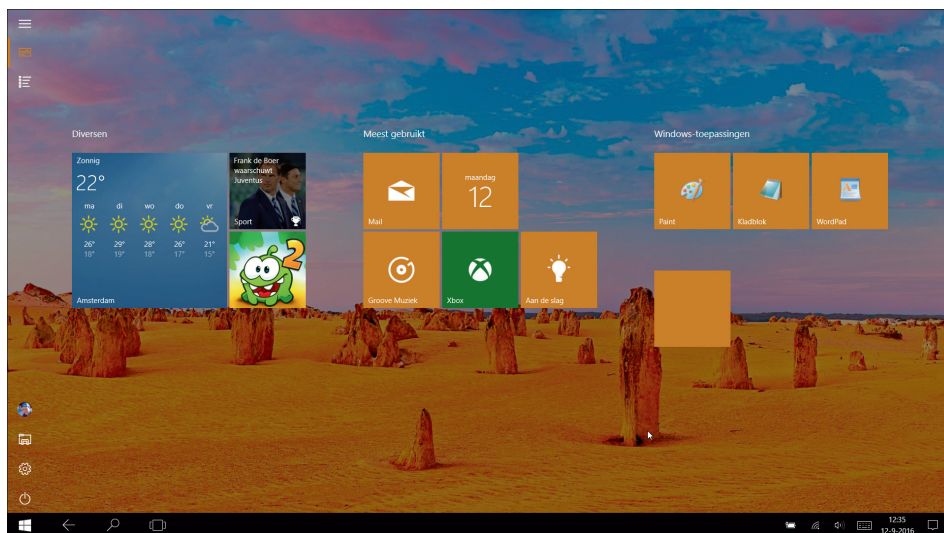 Diversen
Meest gebruikt
Windows-toepassingen
Zonnig
22°
ma di wo do vr
26° 29° 28° 26° 21°
18° 19° 18° 17° 15°
Amsterdam
Frank de Boer
waarschuwt
Juventus
Sport
2
Mail
maandag
12
Groove Muziek
Xbox
Aan de slag
Paint
Kladblok
WordPad
12:35
12-9-2016